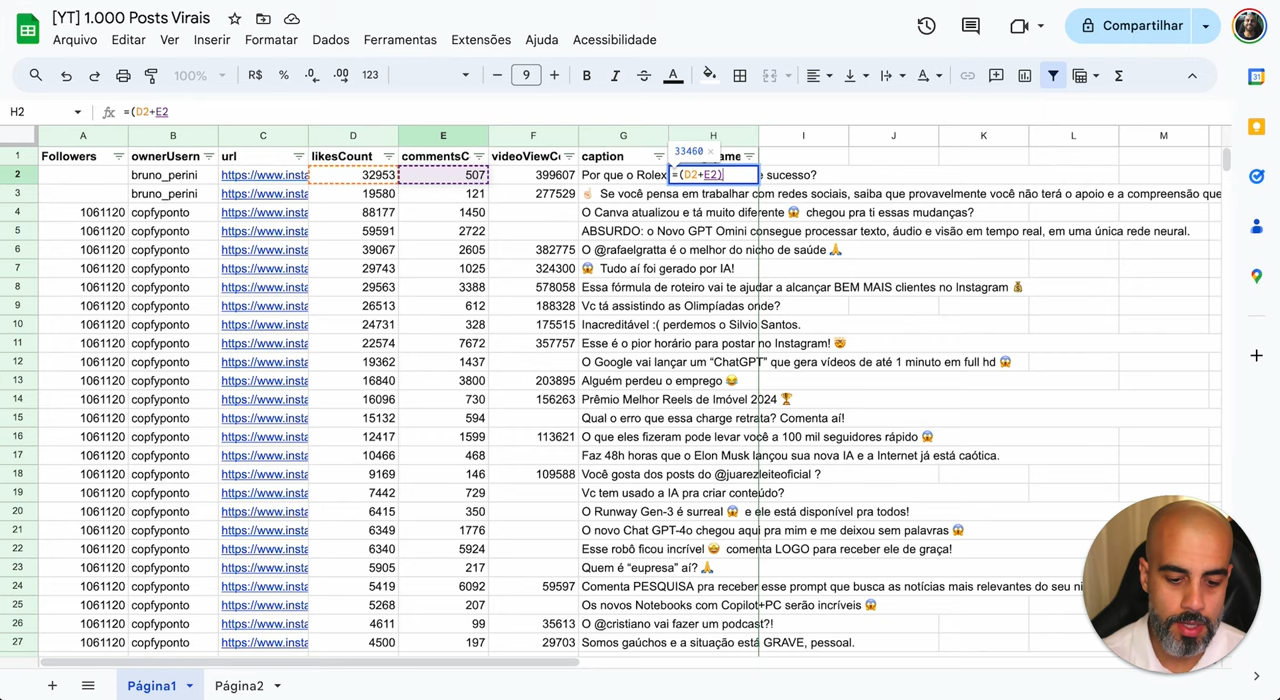 [YT] 1.000 Posts Virais
Arquivo Editar Ver Inserir Formatar Dados Ferramentas Extensões Ajuda Acessibilidade
Compartilhar
100% R$ % .0 .00 123 9 B I A
31
H2 fx =(D2+E2
A B C D E F G H I J K L M
33460 ×
1 Followers ownerUsern url likesCount commentsC videoViewCo caption game
2 bruno_perini https://www.insta 32953 507 399607 Por que o Rolex =(D2+E2) e sucesso?
3 bruno_perini https://www.insta 19580 121 277529 ☝🏻 Se você pensa em trabalhar com redes sociais, saiba que provavelmente você não terá o apoio e a compreensão que
4 1061120 copfyponto https://www.insta 88177 1450 O Canva atualizou e tá muito diferente 😱 chegou pra ti essas mudanças?
5 1061120 copfyponto https://www.insta 59591 2722 ABSURDO: o Novo GPT Omini consegue processar texto, áudio e visão em tempo real, em uma única rede neural.
6 1061120 copfyponto https://www.insta 39067 2605 382775 O @rafaelgratta é o melhor do nicho de saúde 🙏
7 1061120 copfyponto https://www.insta 29743 1025 324300 😱 Tudo aí foi gerado por IA!
8 1061120 copfyponto https://www.insta 29563 3388 578058 Essa fórmula de roteiro vai te ajudar a alcançar BEM MAIS clientes no Instagram 💰
9 1061120 copfyponto https://www.insta 26513 612 188328 Vc tá assistindo as Olimpíadas onde?
10 1061120 copfyponto https://www.insta 24731 328 175515 Inacreditável :( perdemos o Silvio Santos.
11 1061120 copfyponto https://www.insta 22574 7672 357757 Esse é o pior horário para postar no Instagram! 🤯
12 1061120 copfyponto https://www.insta 19362 1437 O Google vai lançar um “ChatGPT” que gera vídeos de até 1 minuto em full hd 😱
13 1061120 copfyponto https://www.insta 16840 3800 203895 Alguém perdeu o emprego 😂
14 1061120 copfyponto https://www.insta 16096 730 156263 Prêmio Melhor Reels de Imóvel 2024 🏆
15 1061120 copfyponto https://www.insta 15132 594 Qual o erro que essa charge retrata? Comenta aí!
16 1061120 copfyponto https://www.insta 12417 1599 113621 O que eles fizeram pode levar você a 100 mil seguidores rápido 😱
17 1061120 copfyponto https://www.insta 10466 468 Faz 48h horas que o Elon Musk lançou sua nova IA e a Internet já está caótica.
18 1061120 copfyponto https://www.insta 9169 146 109588 Você gosta dos posts do @juarezleiteoficial ?
19 1061120 copfyponto https://www.insta 7442 729 Vc tem usado a IA pra criar conteúdo?
20 1061120 copfyponto https://www.insta 6415 350 O Runway Gen-3 é surreal 😱 e ele está disponível pra todos!
21 1061120 copfyponto https://www.insta 6349 1776 O novo Chat GPT-4o chegou aqui pra mim e me deixou sem palavras 😱
22 1061120 copfyponto https://www.insta 6340 5924 Esse robô ficou incrível 🤩 comenta LOGO para receber ele de graça!
23 1061120 copfyponto https://www.insta 5905 217 Quem é “eupresa” aí? 🙏
24 1061120 copfyponto https://www.insta 5419 6092 59597 Comenta PESQUISA pra receber esse prompt que busca as notícias mais relevantes do seu ni
25 1061120 copfyponto https://www.insta 5268 207 Os novos Notebooks com Copilot+PC serão incríveis 😱
26 1061120 copfyponto https://www.insta 4611 99 35613 O @cristiano vai fazer um podcast?!
27 1061120 copfyponto https://www.insta 4500 197 29703 Somos gaúchos e a situação está GRAVE, pessoal.
Página1 Página2